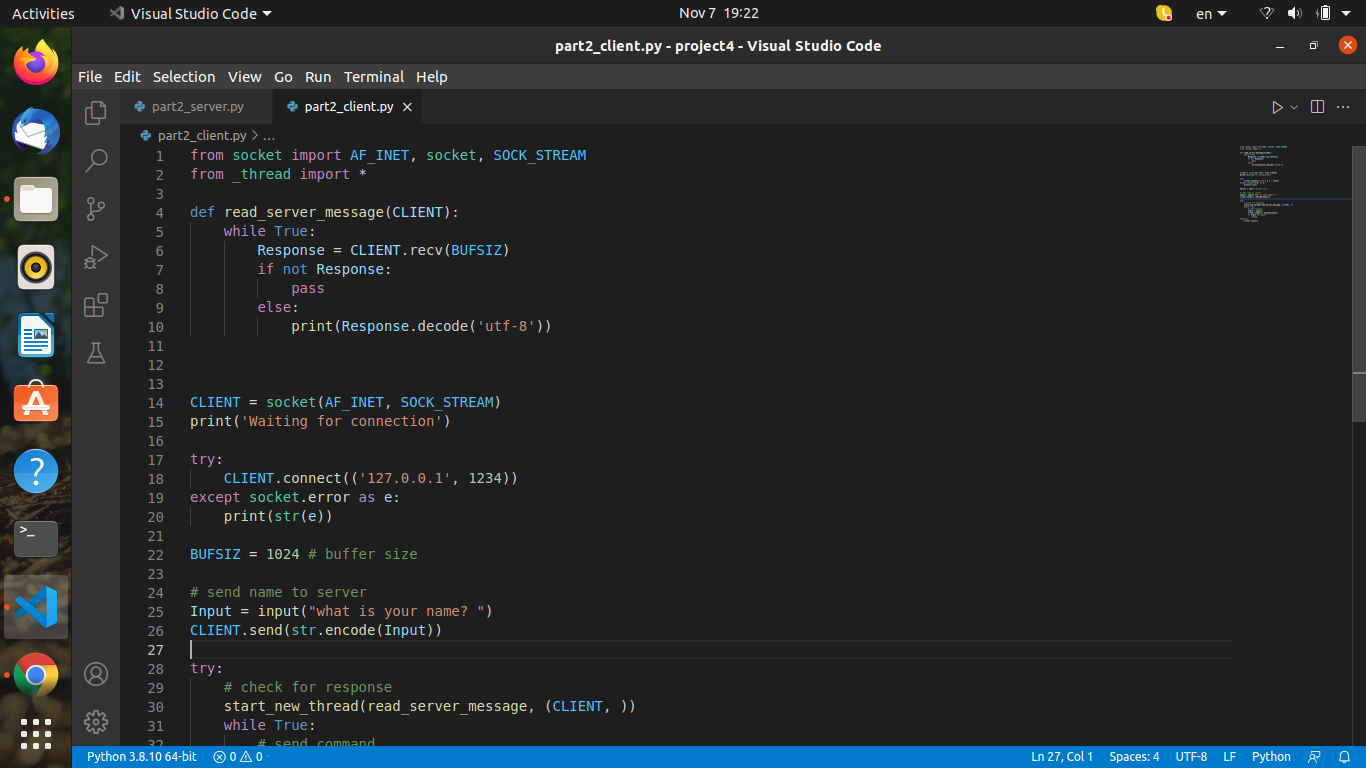 Activities Visual Studio Code Nov 7 19:22 en
part2_client.py - project4 - Visual Studio Code
File Edit Selection View Go Run Terminal Help
part2_server.py part2_client.py
part2_client.py > ...
1 from socket import AF_INET, socket, SOCK_STREAM
2 from _thread import *
3
4 def read_server_message(CLIENT):
5 while True:
6 Response = CLIENT.recv(BUFSIZ)
7 if not Response:
8 pass
9 else:
10 print(Response.decode('utf-8'))
11
12
13
14 CLIENT = socket(AF_INET, SOCK_STREAM)
15 print('Waiting for connection')
16
17 try:
18 CLIENT.connect(('127.0.0.1', 1234))
19 except socket.error as e:
20 print(str(e))
21
22 BUFSIZ = 1024 # buffer size
23
24 # send name to server
25 Input = input("what is your name? ")
26 CLIENT.send(str.encode(Input))
27
28 try:
29 # check for response
30 start_new_thread(read_server_message, (CLIENT, ))
31 while True:
32 # send command
Python 3.8.10 64-bit 0 0 Ln 27, Col 1 Spaces: 4 UTF-8 LF Python